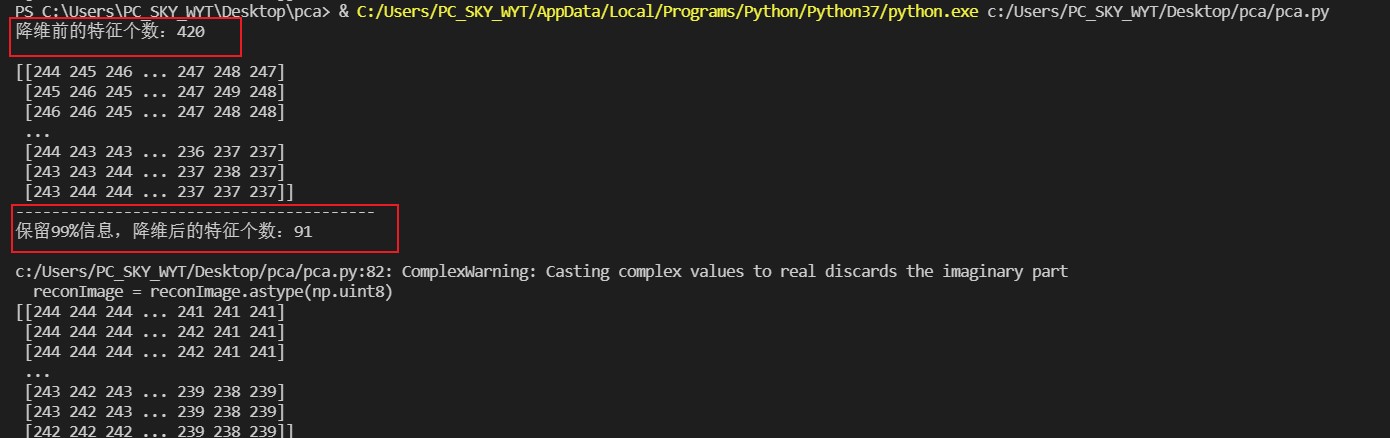 PS C:\Users\PC_SKY_WYT\Desktop\pca> & C:/Users/PC_SKY_WYT/AppData/Local/Programs/Python/Python37/python.exe c:/Users/PC_SKY_WYT/Desktop/pca/pca.py
降维前的特征个数：420
[[244 245 246 ... 247 248 247]
[245 246 245 ... 247 249 248]
[246 246 245 ... 247 248 248]
...
[244 243 243 ... 236 237 237]
[243 243 244 ... 237 238 237]
[243 244 244 ... 237 237 237]]
----------------------------------------
保留99%信息，降维后的特征个数：91
c:/Users/PC_SKY_WYT/Desktop/pca/pca.py:82: ComplexWarning: Casting complex values to real discards the imaginary part
reconImage = reconImage.astype(np.uint8)
[[244 244 244 ... 241 241 241]
[244 244 244 ... 242 241 241]
[244 244 244 ... 242 241 241]
...
[243 242 243 ... 239 238 239]
[243 242 243 ... 239 238 239]
[242 242 242 ... 239 238 239]]